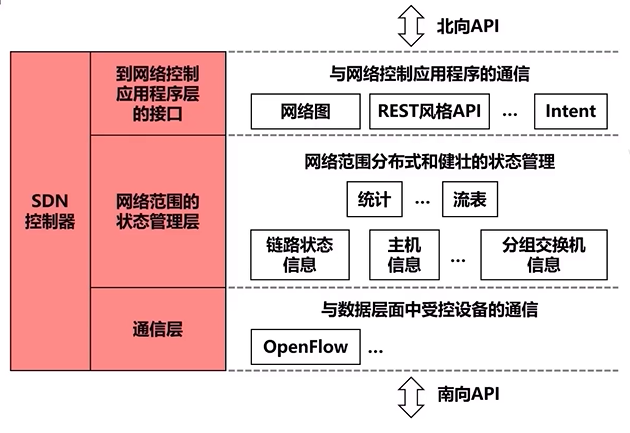 北向API
SDN
控制器
到网络控制
应用程序层
的接口
与网络控制应用程序的通信
网络图
REST风格API
...
Intent
网络范围的
状态管理层
网络范围分布式和健壮的状态管理
统计
...
流表
链路状态
信息
主机
信息
...
分组交换机
信息
通信层
与数据层面中受控设备的通信
OpenFlow
...
南向API